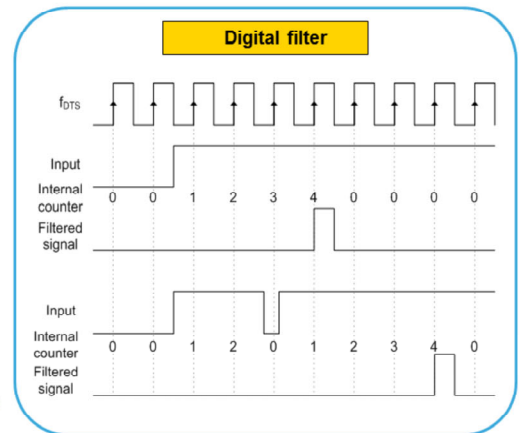 Digital filter
fDTS
Input
Internal
counter
0 0 1 2 3 4 0 0 0 0
Filtered
signal
Input
Internal
counter
0 0 1 2 0 1 2 3 4 0
Filtered
signal